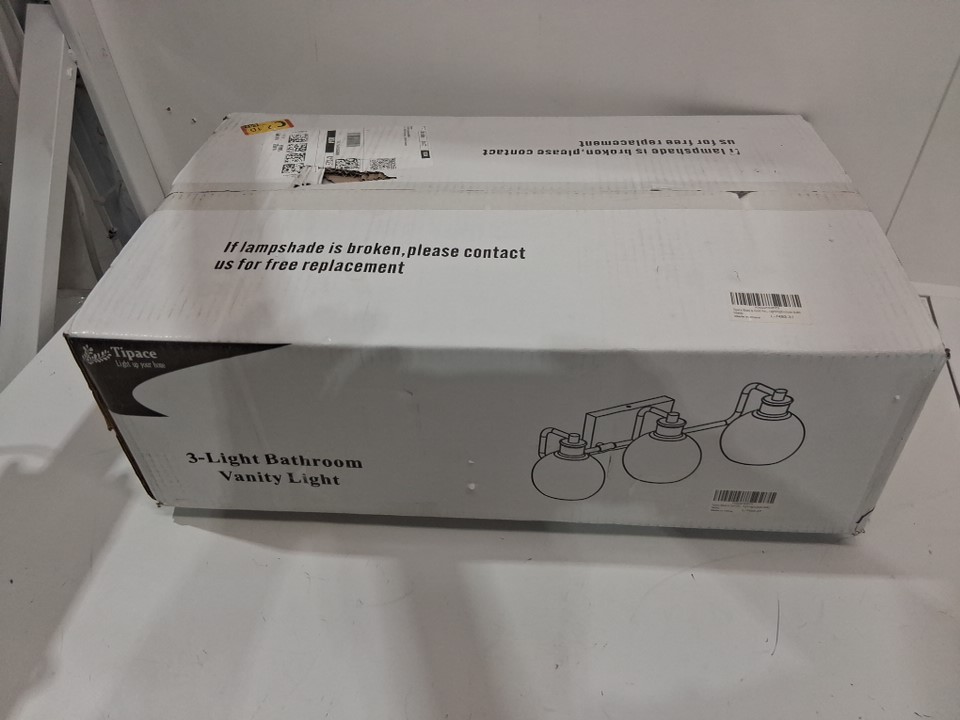 If lampshade is broken,please contact
us for free replacement
If lampshade is broken,please contact
us for free replacement
Tipace
Light up your home
3-Light Bathroom
Vanity Light